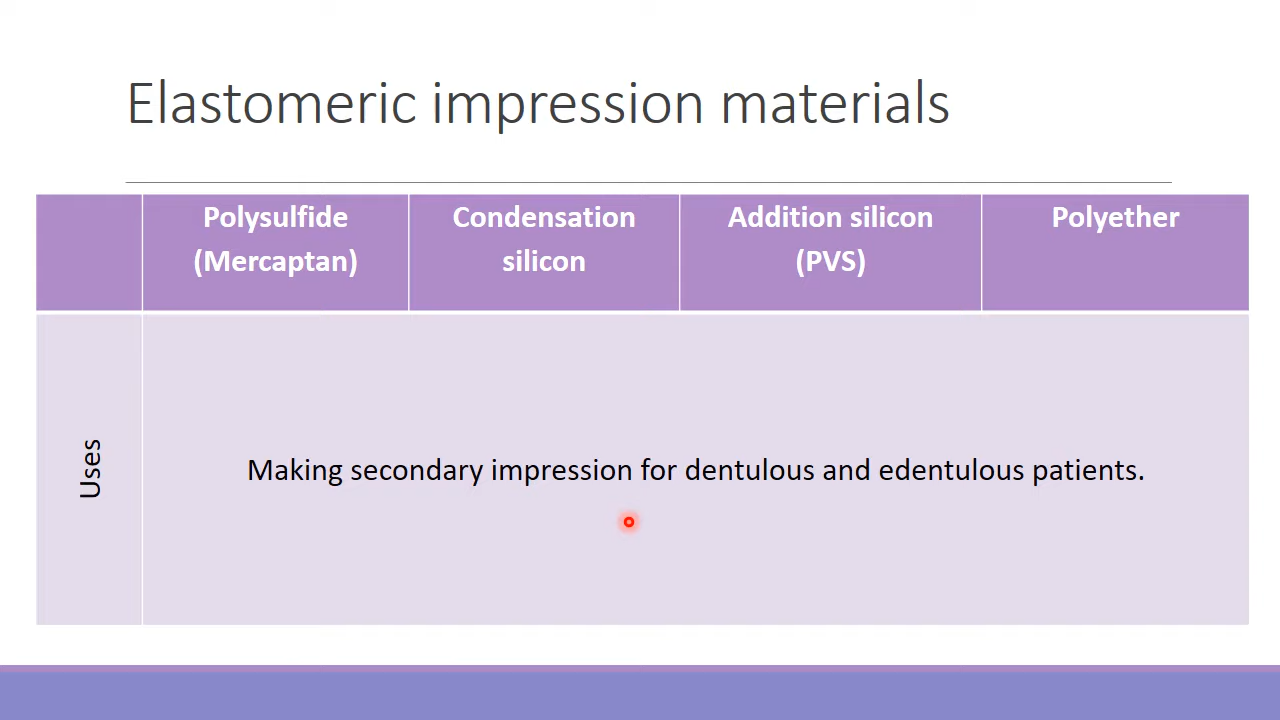 Elastomeric impression materials
Polysulfide
(Mercaptan)
Condensation
silicon
Addition silicon
(PVS)
Polyether
Uses
Making secondary impression for dentulous and edentulous patients.